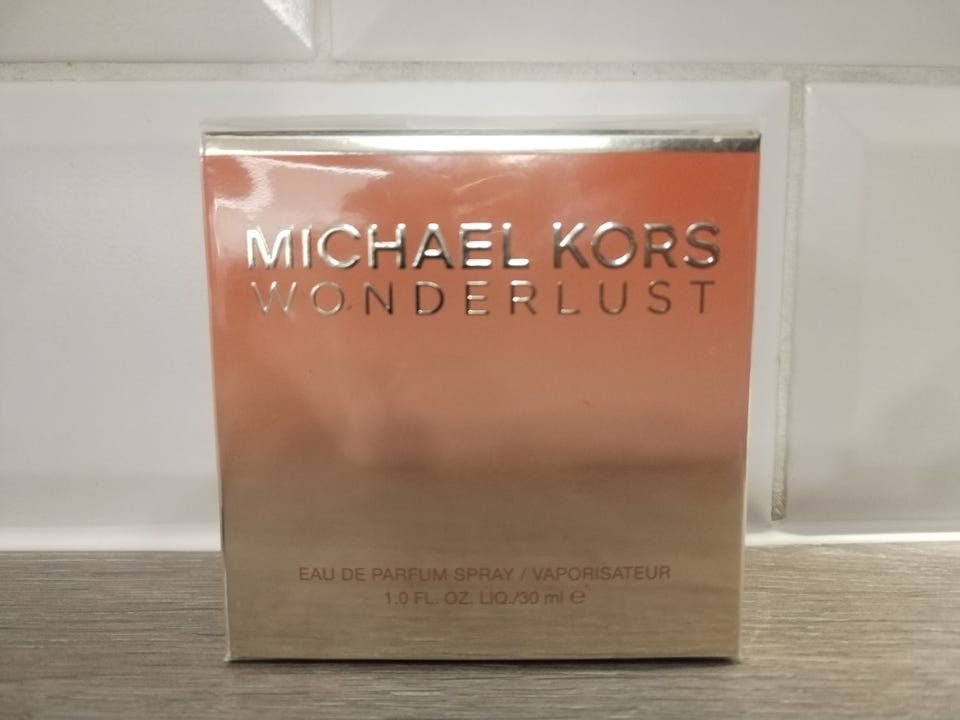 MICHAEL KORS
WONDERLUST
EAU DE PARFUM SPRAY / VAPORISATEUR
1.0 FL. OZ. LIQ./30 ml ℮